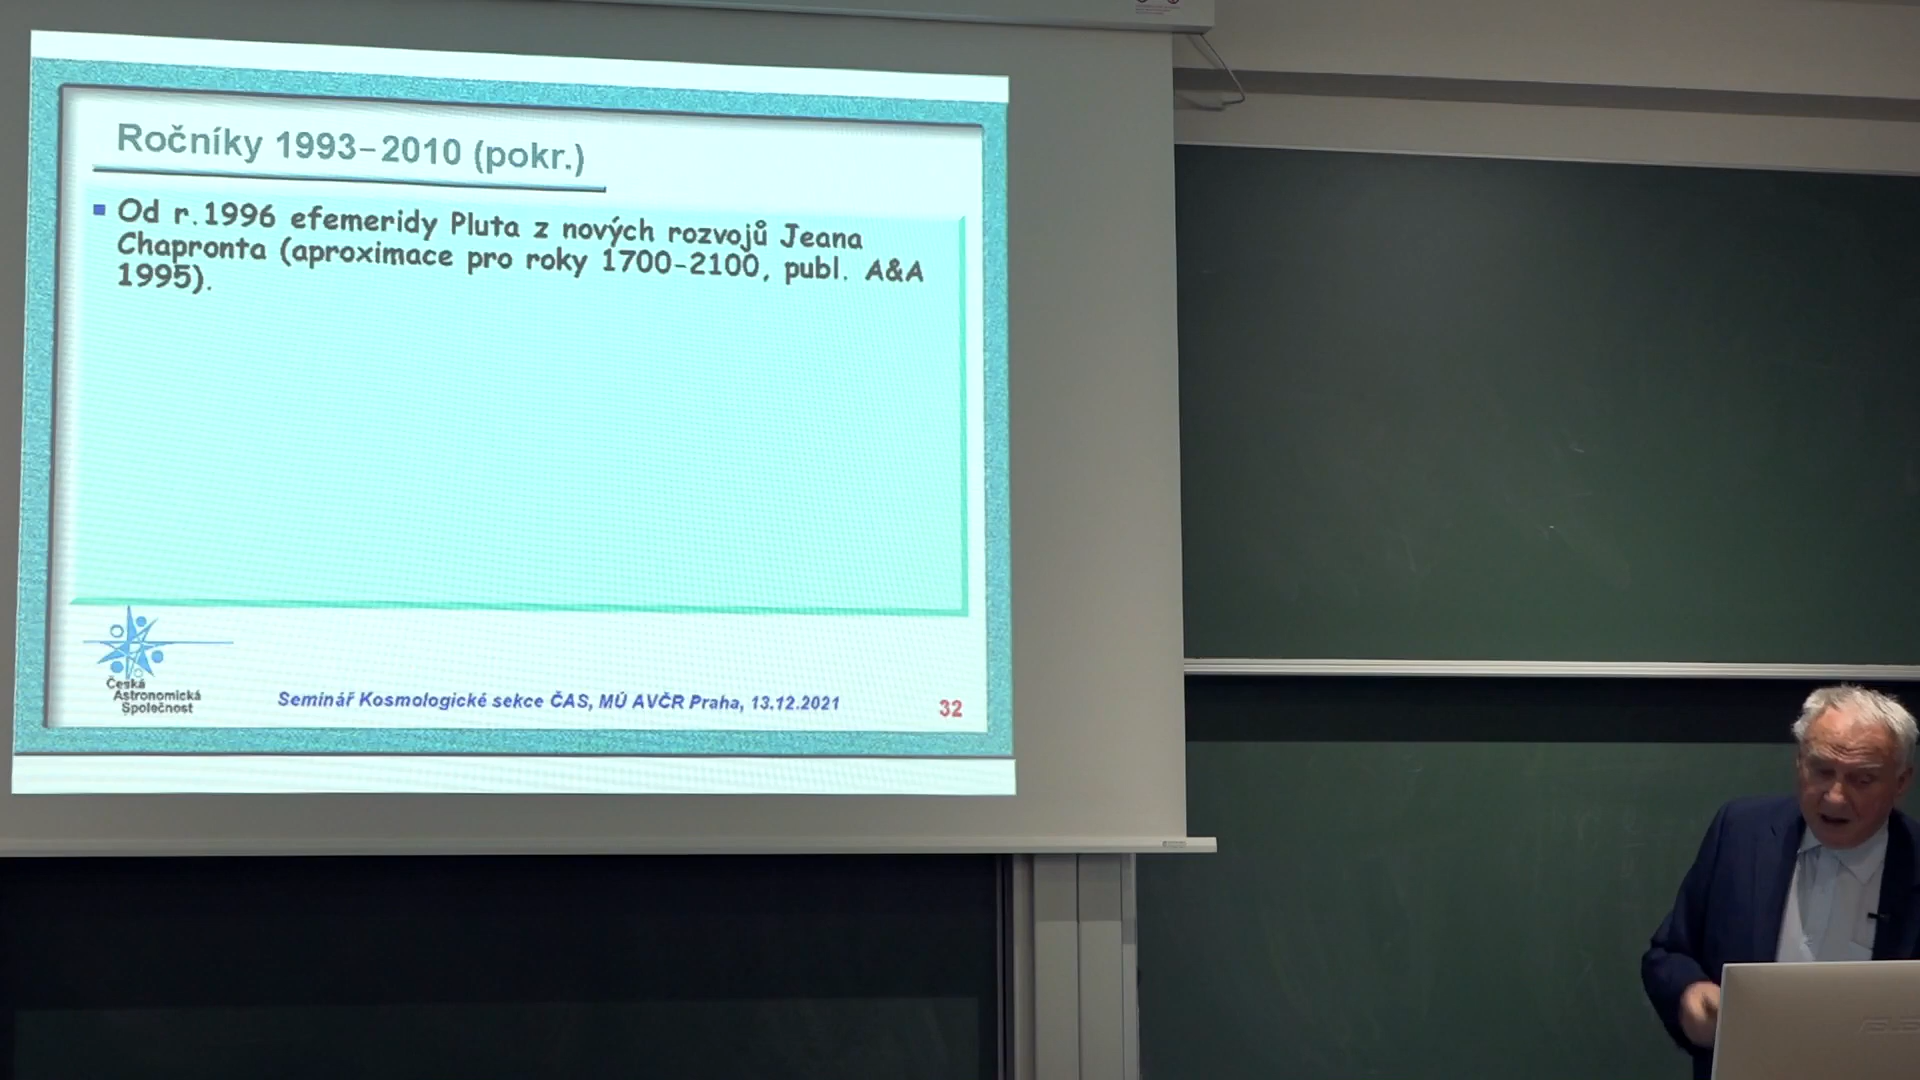 Ročníky 1993–2010 (pokr.)
Od r.1996 efemeridy Pluta z nových rozvojů Jeana
Chapronta (aproximace pro roky 1700-2100, publ. A&A
1995).
Česká
Astronomická
Společnost
Seminář Kosmologické sekce ČAS, MÚ AVČR Praha, 13.12.2021
32
ASUS